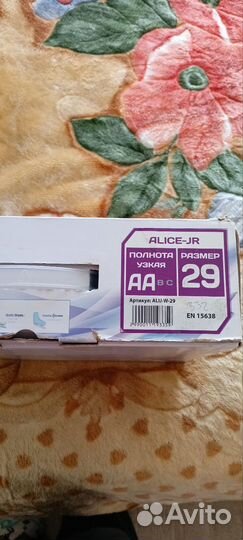 ALICE-JR
ПОЛНОТА
УЗКАЯ
РАЗМЕР
AA B C
29
Артикул: ALU-W-29
EN 15638
Avito